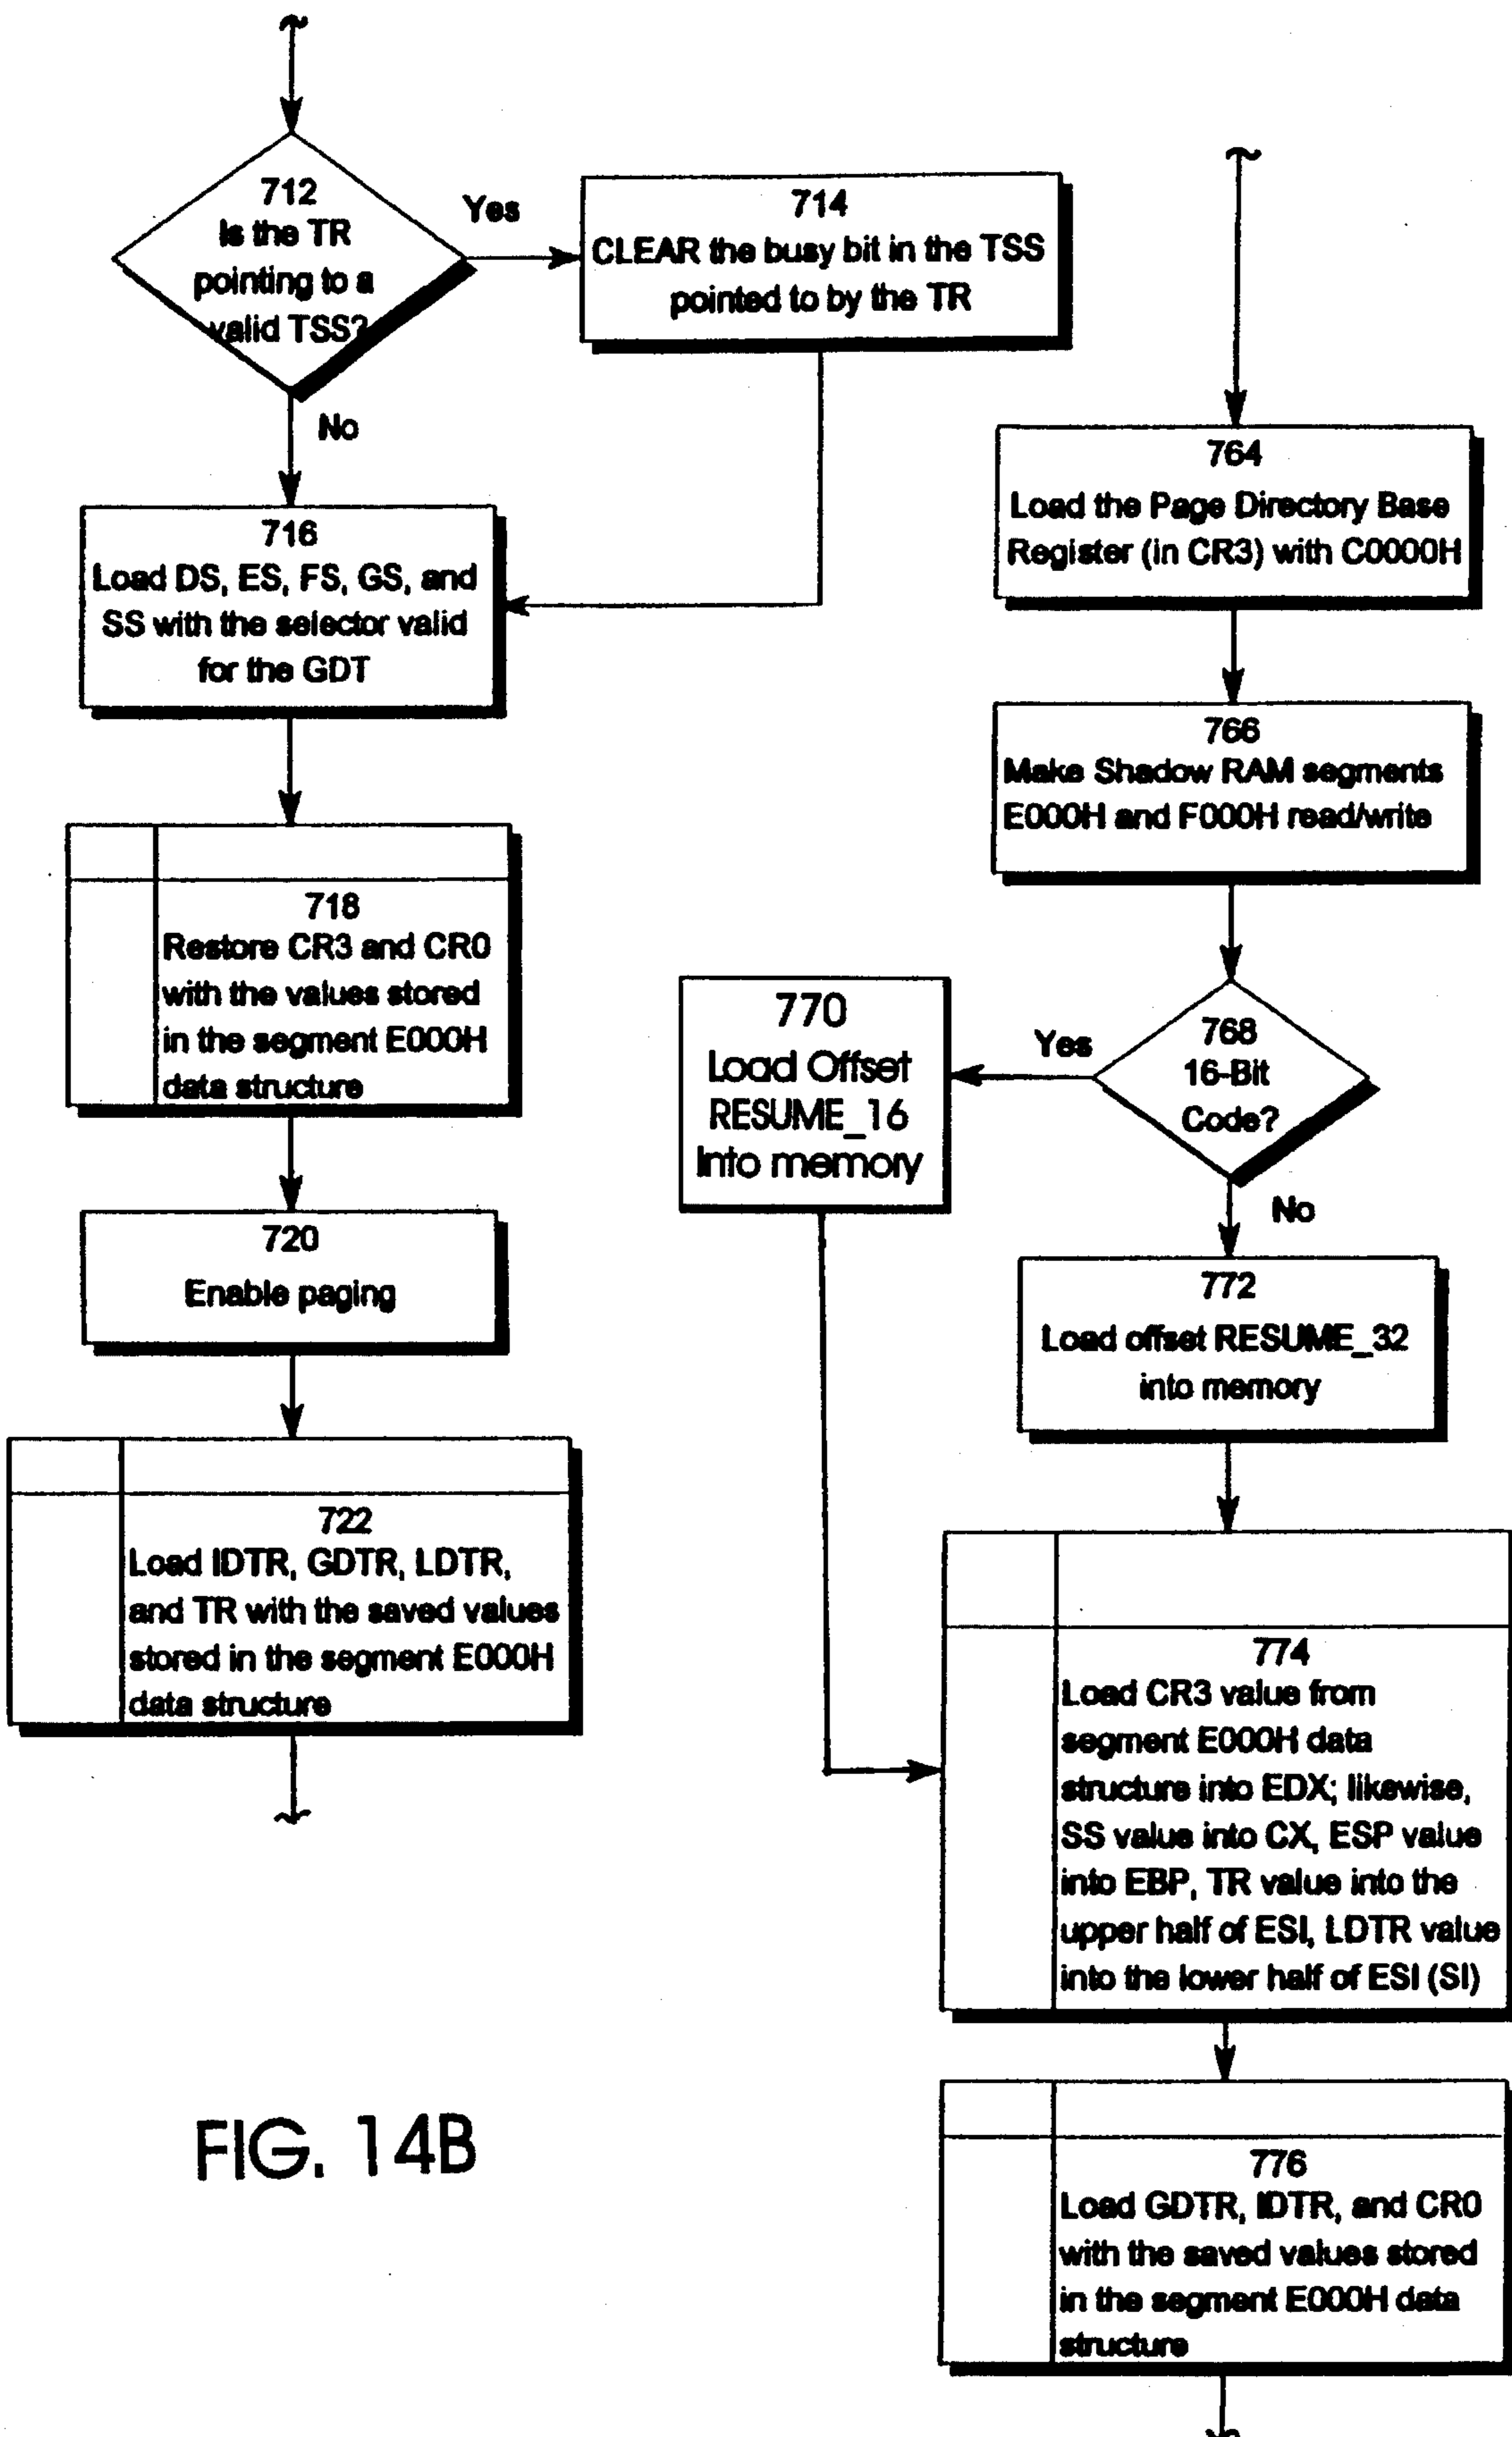 712
Is the TR
pointing to a
valid TSS?
Yes
No
714
CLEAR the busy bit in the TSS
pointed to by the TR
716
Load DS, ES, FS, GS, and
SS with the selector valid
for the GDT
718
Restore CR3 and CR0
with the values stored
in the segment E000H
data structure
720
Enable paging
722
Load IDTR, GDTR, LDTR,
and TR with the saved values
stored in the segment E000H
data structure
FIG. 14B
764
Load the Page Directory Base
Register (in CR3) with C0000H
766
Make Shadow RAM segments
E000H and F000H read/write
768
16-Bit
Code?
Yes
No
770
Load Offset
RESUME_16
Into memory
772
Load offset RESUME_32
into memory
774
Load CR3 value from
segment E000H data
structure into EDX; likewise,
SS value into CX, ESP value
into EBP, TR value into the
upper half of ESI, LDTR value
into the lower half of ESI (SI)
776
Load GDTR, IDTR, and CR0
with the saved values stored
in the segment E000H data
structure